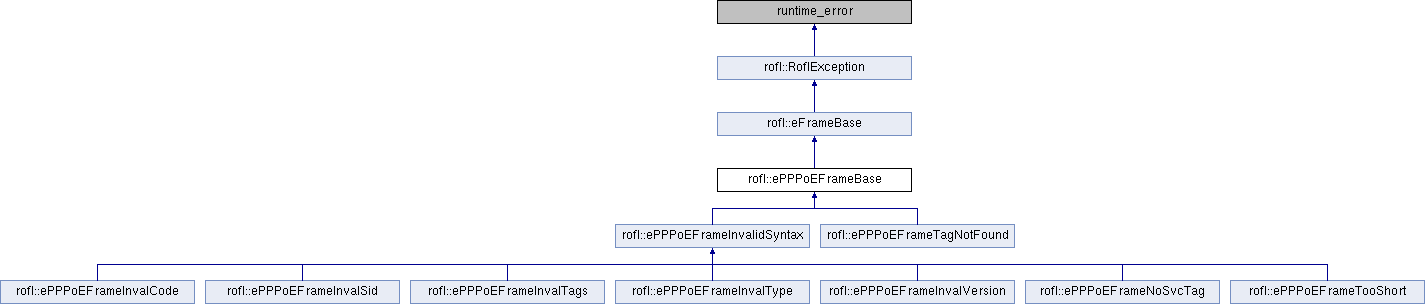 runtime_error
rofl::RoflException
rofl::eFrameBase
rofl::ePPPoEFrameBase
rofl::ePPPoEFrameInvalidSyntax rofl::ePPPoEFrameTagNotFound
rofl::ePPPoEFrameInvalCode rofl::ePPPoEFrameInvalSid rofl::ePPPoEFrameInvalTags rofl::ePPPoEFrameInvalType rofl::ePPPoEFrameInvalVersion rofl::ePPPoEFrameNoSvcTag rofl::ePPPoEFrameTooShort